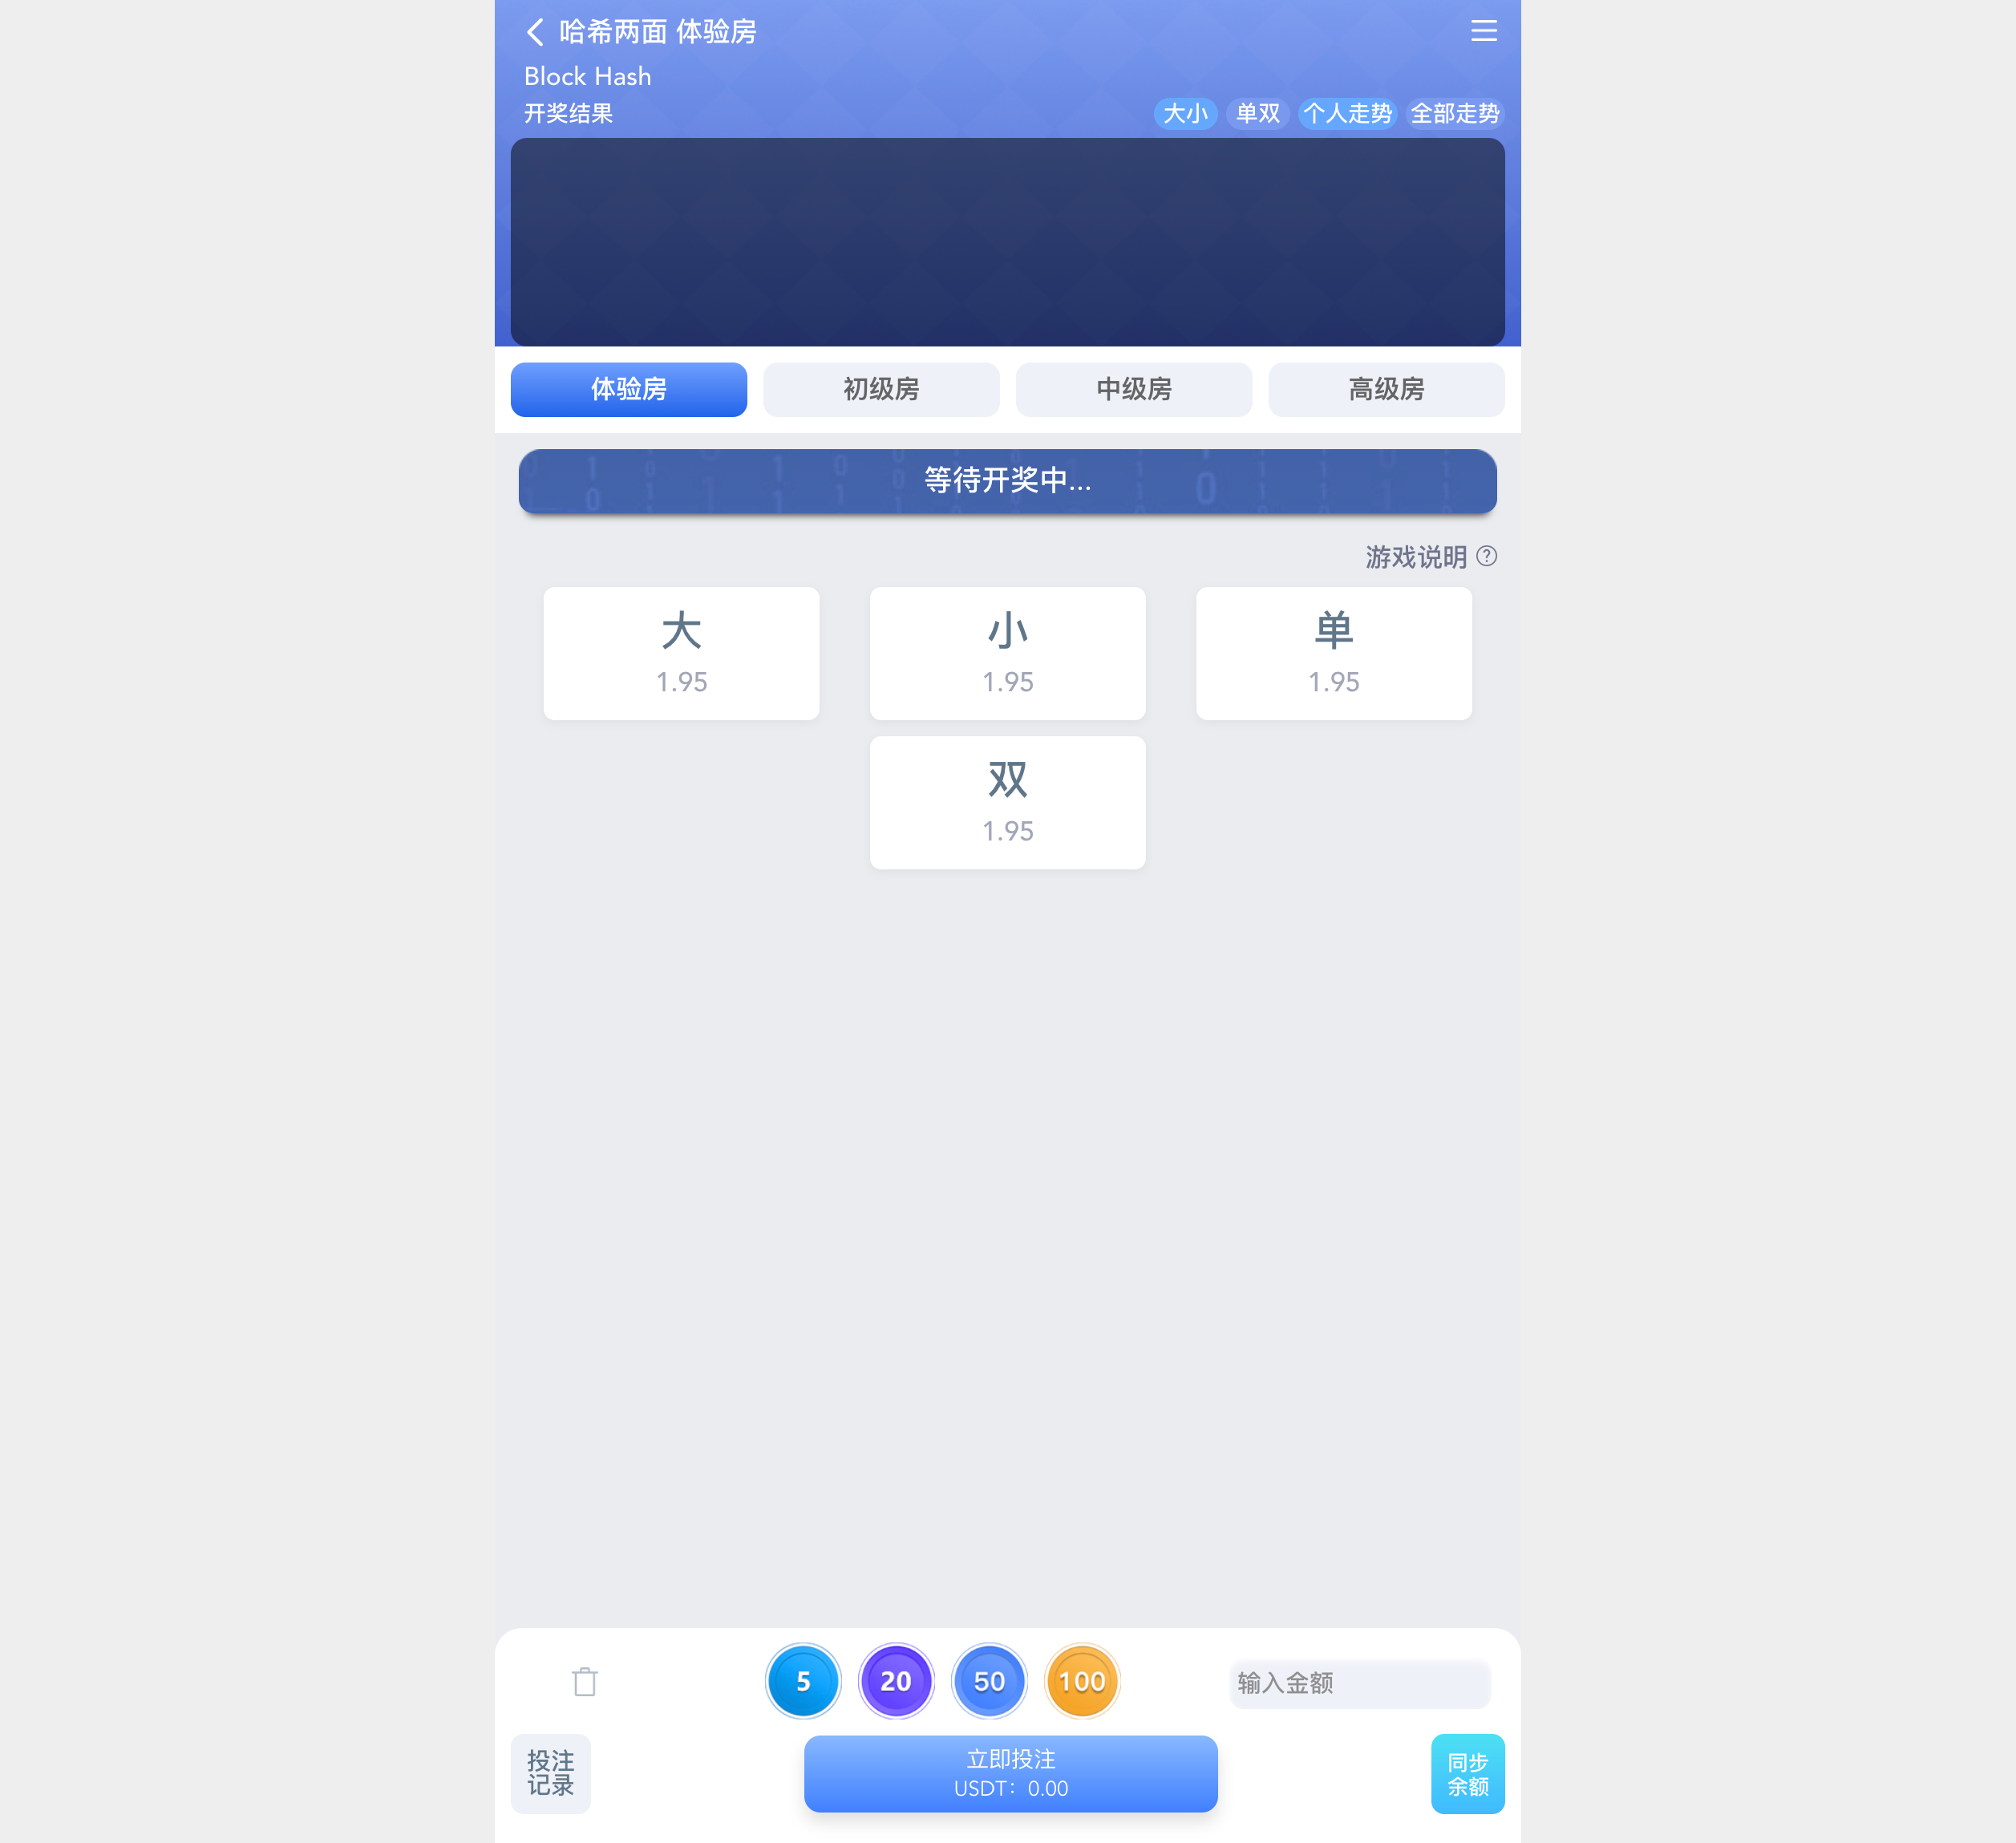 哈希两面 体验房
Block Hash
开奖结果
大小 单双 个人走势 全部走势
体验房 初级房 中级房 高级房
等待开奖中...
游戏说明
大 小 单
1.95 1.95 1.95
双
1.95
5 20 50 100 输入金额
投注记录
立即投注
USDT：0.00
同步余额